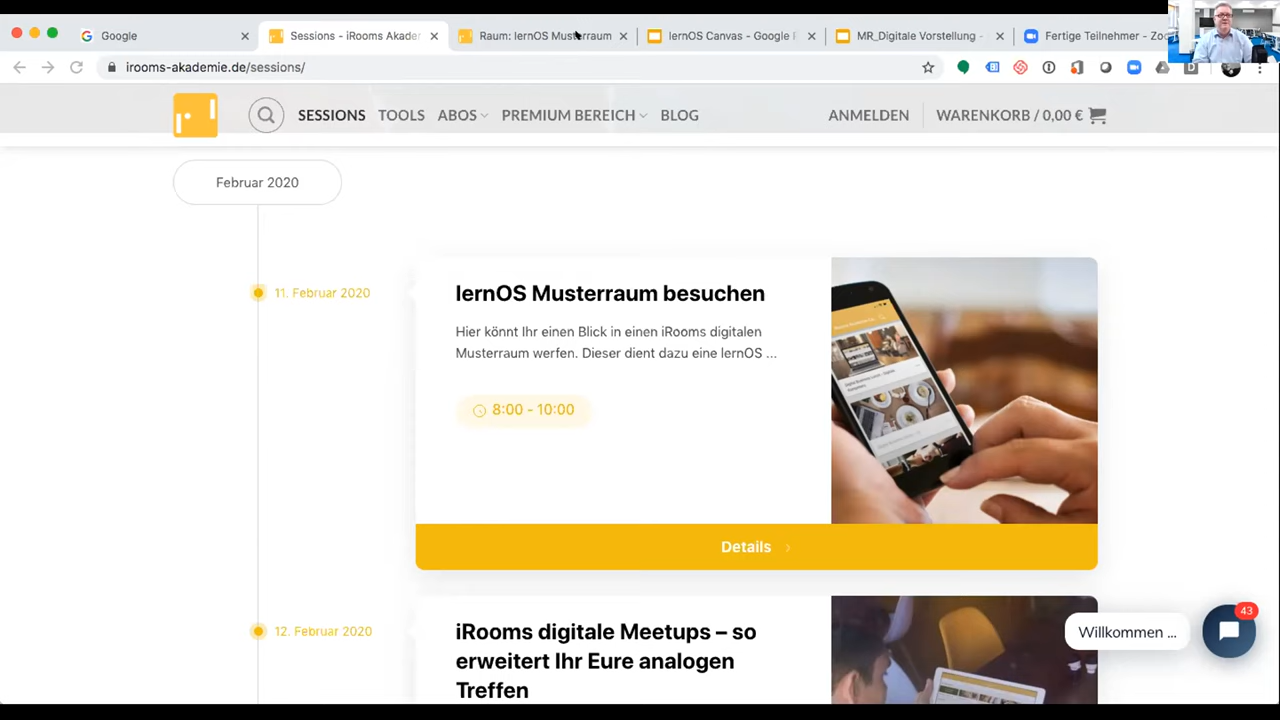 Google
Sessions - iRooms Akader
Raum: lernOS Musterraum
lernOS Canvas - Google
MR_Digitale Vorstellung -
Fertige Teilnehmer - Zoo
irooms-akademie.de/sessions/
SESSIONS
TOOLS
ABOS
PREMIUM BEREICH
BLOG
ANMELDEN
WARENKORB / 0,00 €
Februar 2020
11. Februar 2020
lernOS Musterraum besuchen
Hier könnt Ihr einen Blick in einen iRooms digitalen
Musterraum werfen. Dieser dient dazu eine lernOS ...
8:00 - 10:00
Details
12. Februar 2020
iRooms digitale Meetups – so
erweitert Ihr Eure analogen
Treffen
Willkommen ...
43